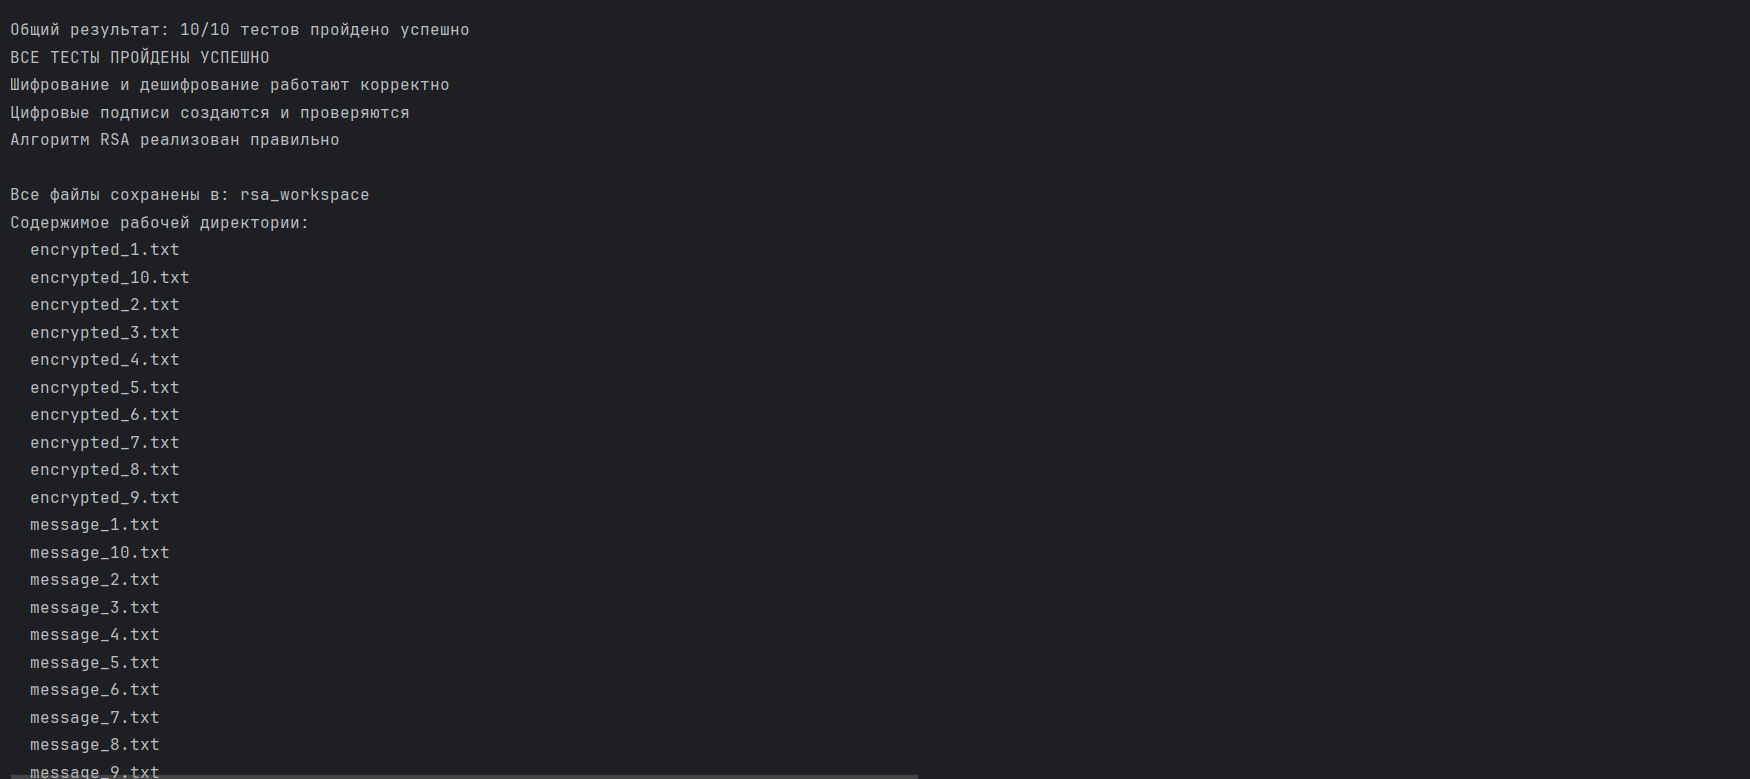 Общий результат: 10/10 тестов пройдено успешно
ВСЕ ТЕСТЫ ПРОЙДЕНЫ УСПЕШНО
Шифрование и дешифрование работают корректно
Цифровые подписи создаются и проверяются
Алгоритм RSA реализован правильно
Все файлы сохранены в: rsa_workspace
Содержимое рабочей директории:
encrypted_1.txt
encrypted_10.txt
encrypted_2.txt
encrypted_3.txt
encrypted_4.txt
encrypted_5.txt
encrypted_6.txt
encrypted_7.txt
encrypted_8.txt
encrypted_9.txt
message_1.txt
message_10.txt
message_2.txt
message_3.txt
message_4.txt
message_5.txt
message_6.txt
message_7.txt
message_8.txt
message_9.txt